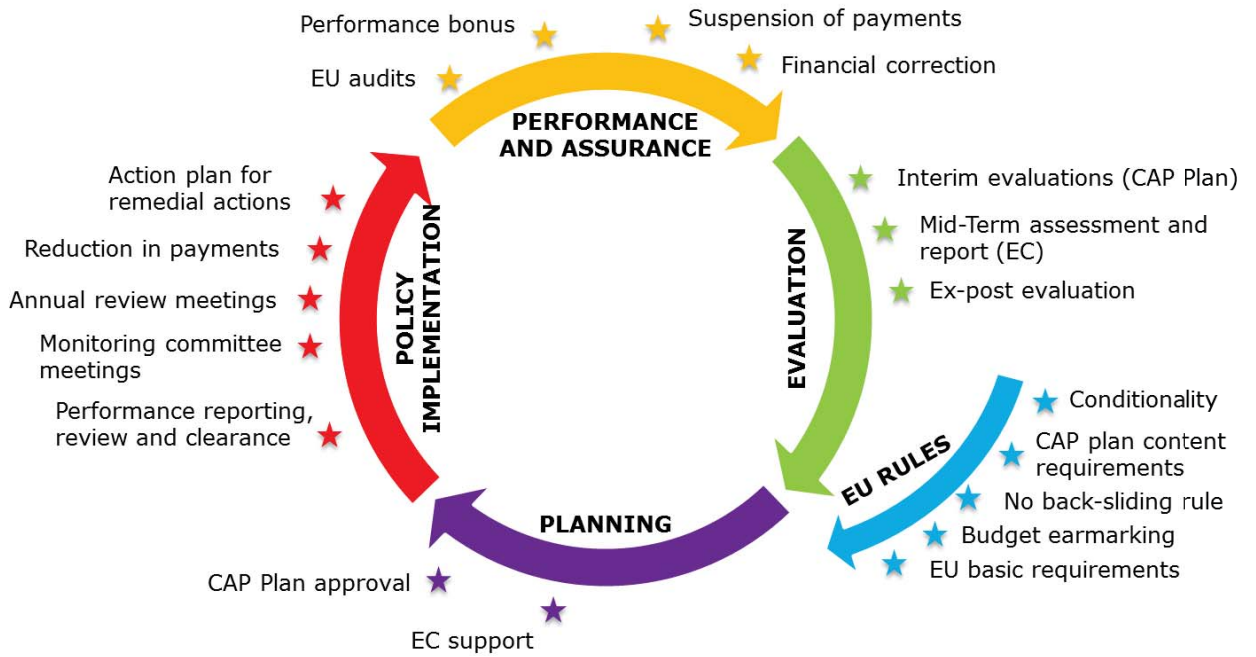 Performance bonus
Suspension of payments
EU audits
Financial correction
PERFORMANCE
AND ASSURANCE
Action plan for
remedial actions
Reduction in payments
Annual review meetings
Monitoring committee
meetings
Performance reporting,
review and clearance
POLICY
IMPLEMENTATION
Interim evaluations (CAP Plan)
Mid-Term assessment and
report (EC)
Ex-post evaluation
EVALUATION
EU RULES
Conditionality
CAP plan content
requirements
No back-sliding rule
Budget earmarking
EU basic requirements
PLANNING
CAP Plan approval
EC support